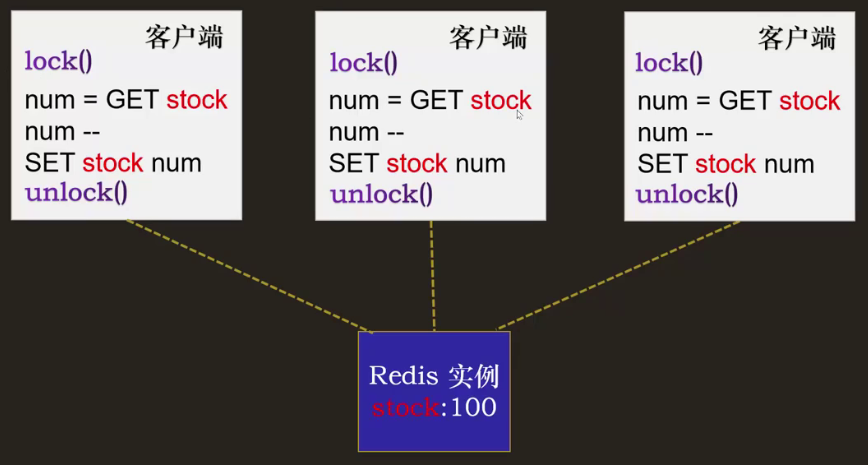 客户端
lock()
num = GET stock
num --
SET stock num
unlock()
客户端
lock()
num = GET stock
num --
SET stock num
unlock()
客户端
lock()
num = GET stock
num --
SET stock num
unlock()
Redis 实例
stock:100